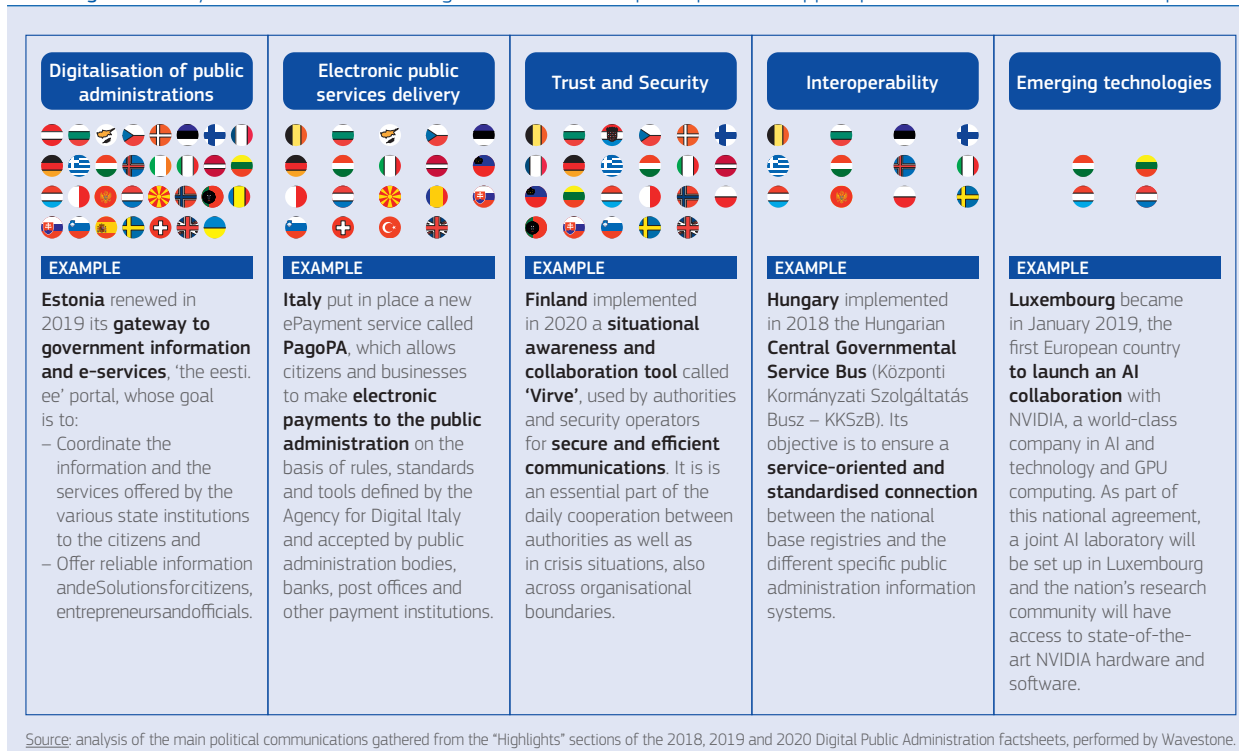 Digitalisation of public
administrations
EXAMPLE
Estonia renewed in
2019 its gateway to
government information
and e-services, ‘the eesti.
ee’ portal, whose goal
is to:
– Coordinate the
information and the
services offered by the
various state institutions
to the citizens and
– Offer reliable information
andeSolutionsforcitizens,
entrepreneursandofficials.
Electronic public
services delivery
EXAMPLE
Italy put in place a new
ePayment service called
PagoPA, which allows
citizens and businesses
to make electronic
payments to the public
administration on the
basis of rules, standards
and tools defined by the
Agency for Digital Italy
and accepted by public
administration bodies,
banks, post offices and
other payment institutions.
Trust and Security
EXAMPLE
Finland implemented
in 2020 a situational
awareness and
collaboration tool called
‘Virve’, used by authorities
and security operators
for secure and efficient
communications. It is is
an essential part of the
daily cooperation between
authorities as well as
in crisis situations, also
across organisational
boundaries.
Interoperability
EXAMPLE
Hungary implemented
in 2018 the Hungarian
Central Governmental
Service Bus (Központi
Kormányzati Szolgáltatás
Busz – KKSzB). Its
objective is to ensure a
service-oriented and
standardised connection
between the national
base registries and the
different specific public
administration information
systems.
Emerging technologies
EXAMPLE
Luxembourg became
in January 2019, the
first European country
to launch an AI
collaboration with
NVIDIA, a world-class
company in AI and
technology and GPU
computing. As part of
this national agreement,
a joint AI laboratory will
be set up in Luxembourg
and the nation’s research
community will have
access to state-of-the-
art NVIDIA hardware and
software.
Source: analysis of the main political communications gathered from the “Highlights” sections of the 2018, 2019 and 2020 Digital Public Administration factsheets, performed by Wavestone.